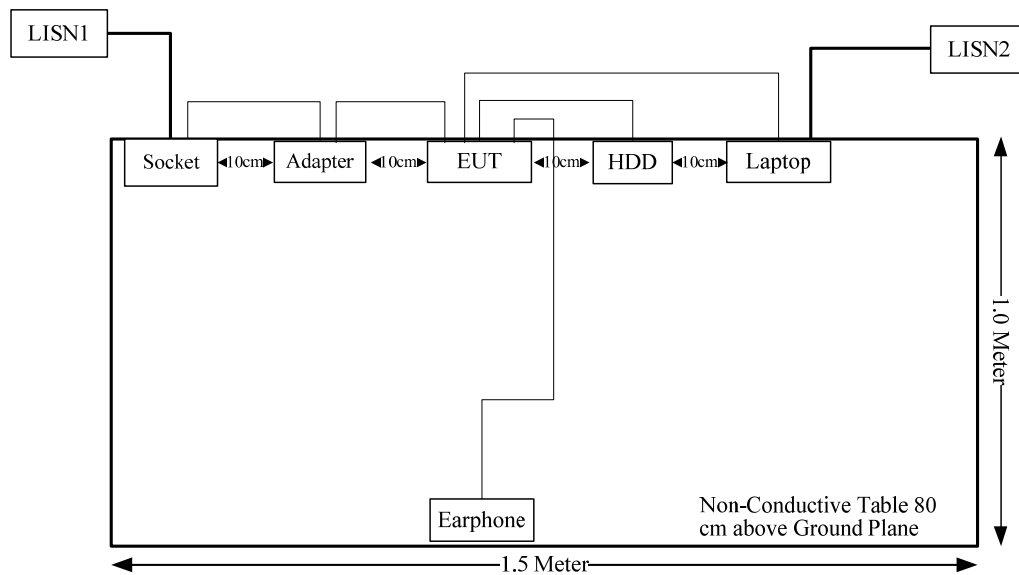 LISN1
LISN2
Socket
10cm
Adapter
10cm
EUT
10cm
HDD
10cm
Laptop
1.0 Meter
Earphone
Non-Conductive Table 80
cm above Ground Plane
1.5 Meter